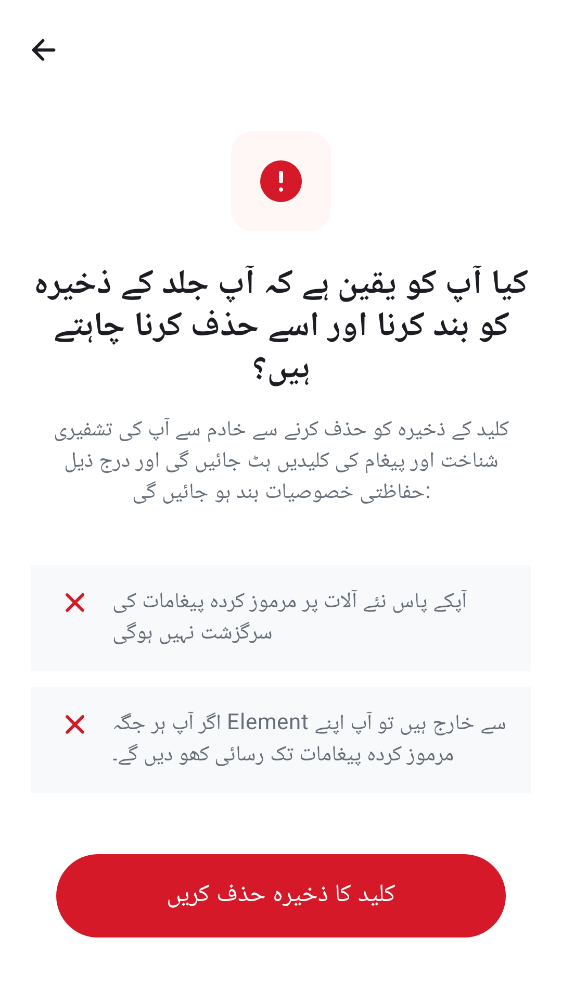 کیا آپ کو یقین ہے کہ آپ جلد کے ذخیرہ
کو بند کرنا اور اسے حذف کرنا چاہتے
ہیں؟
کلید کے ذخیرہ کو حذف کرنے سے خادم سے آپ کی تشفیری
شناخت اور پیغام کی کلیدیں ہٹ جائیں گی اور درج ذیل
حفاظتی خصوصیات بند ہو جائیں گی:
آپکے پاس نئے آلات پر مرموز کردہ پیغامات کی
سرگزشت نہیں ہوگی
اگر آپ ہر جگہ Element سے خارج ہیں تو آپ اپنے
مرموز کردہ پیغامات تک رسائی کھو دیں گے۔
کلید کا ذخیرہ حذف کریں